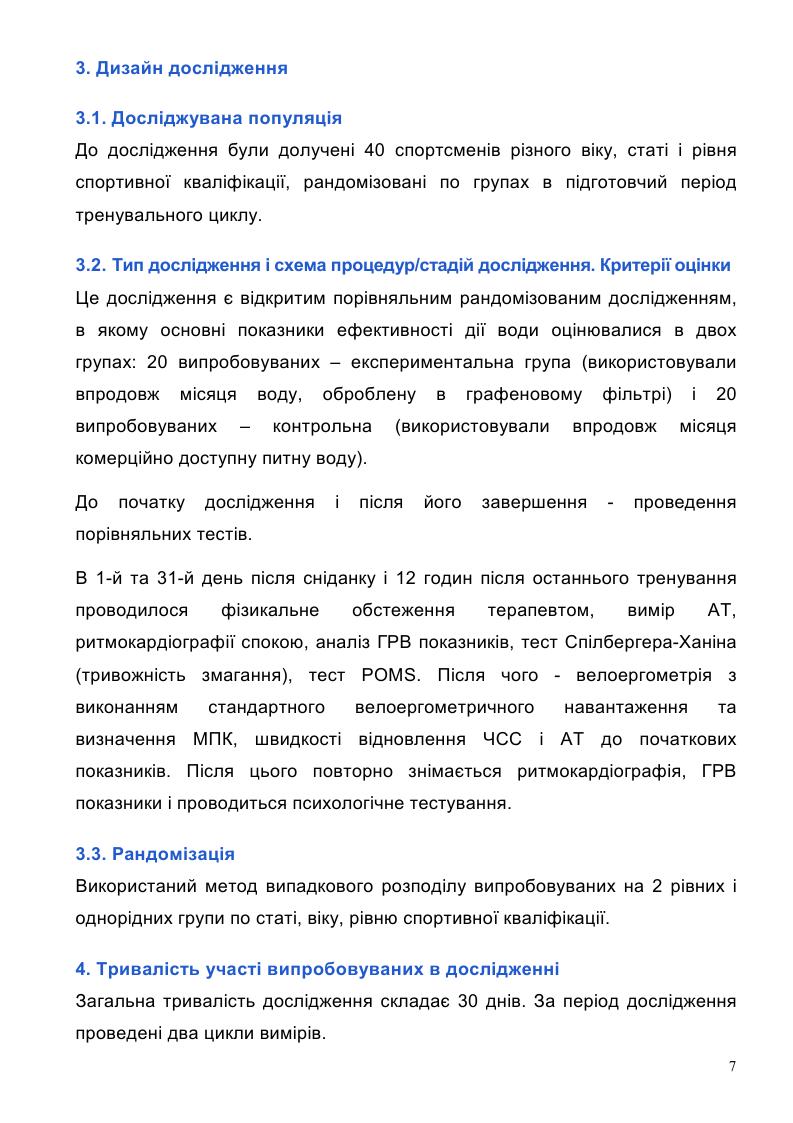 3. Дизайн дослідження
3.1. Досліджувана популяція
До дослідження були долучені 40 спортсменів різного віку, статі і рівня
спортивної кваліфікації, рандомізовані по групах в підготовчий період
тренувального циклу.
3.2. Тип дослідження і схема процедур/стадій дослідження. Критерії оцінки
Це дослідження є відкритим порівняльним рандомізованим дослідженням,
в якому основні показники ефективності дії води оцінювалися в двох
групах: 20 випробовуваних – експериментальна група (використовували
впродовж місяця воду, оброблену в графеновому фільтрі) і 20
випробовуваних – контрольна (використовували впродовж місяця
комерційно доступну питну воду).
До початку дослідження і після його завершення - проведення
порівняльних тестів.
В 1-й та 31-й день після сніданку і 12 годин після останнього тренування
проводилося фізикальне обстеження терапевтом, вимір АТ,
ритмокардіографії спокою, аналіз ГРВ показників, тест Спілбергера-Ханіна
(тривожність змагання), тест POMS. Після чого - велоергометрія з
виконанням стандартного велоергометричного навантаження та
визначення МПК, швидкості відновлення ЧСС і АТ до початкових
показників. Після цього повторно знімається ритмокардіографія, ГРВ
показники і проводиться психологічне тестування.
3.3. Рандомізація
Використаний метод випадкового розподілу випробовуваних на 2 рівних і
однорідних групи по статі, віку, рівню спортивної кваліфікації.
4. Тривалість участі випробовуваних в дослідженні
Загальна тривалість дослідження складає 30 днів. За період дослідження
проведені два цикли вимірів.
7